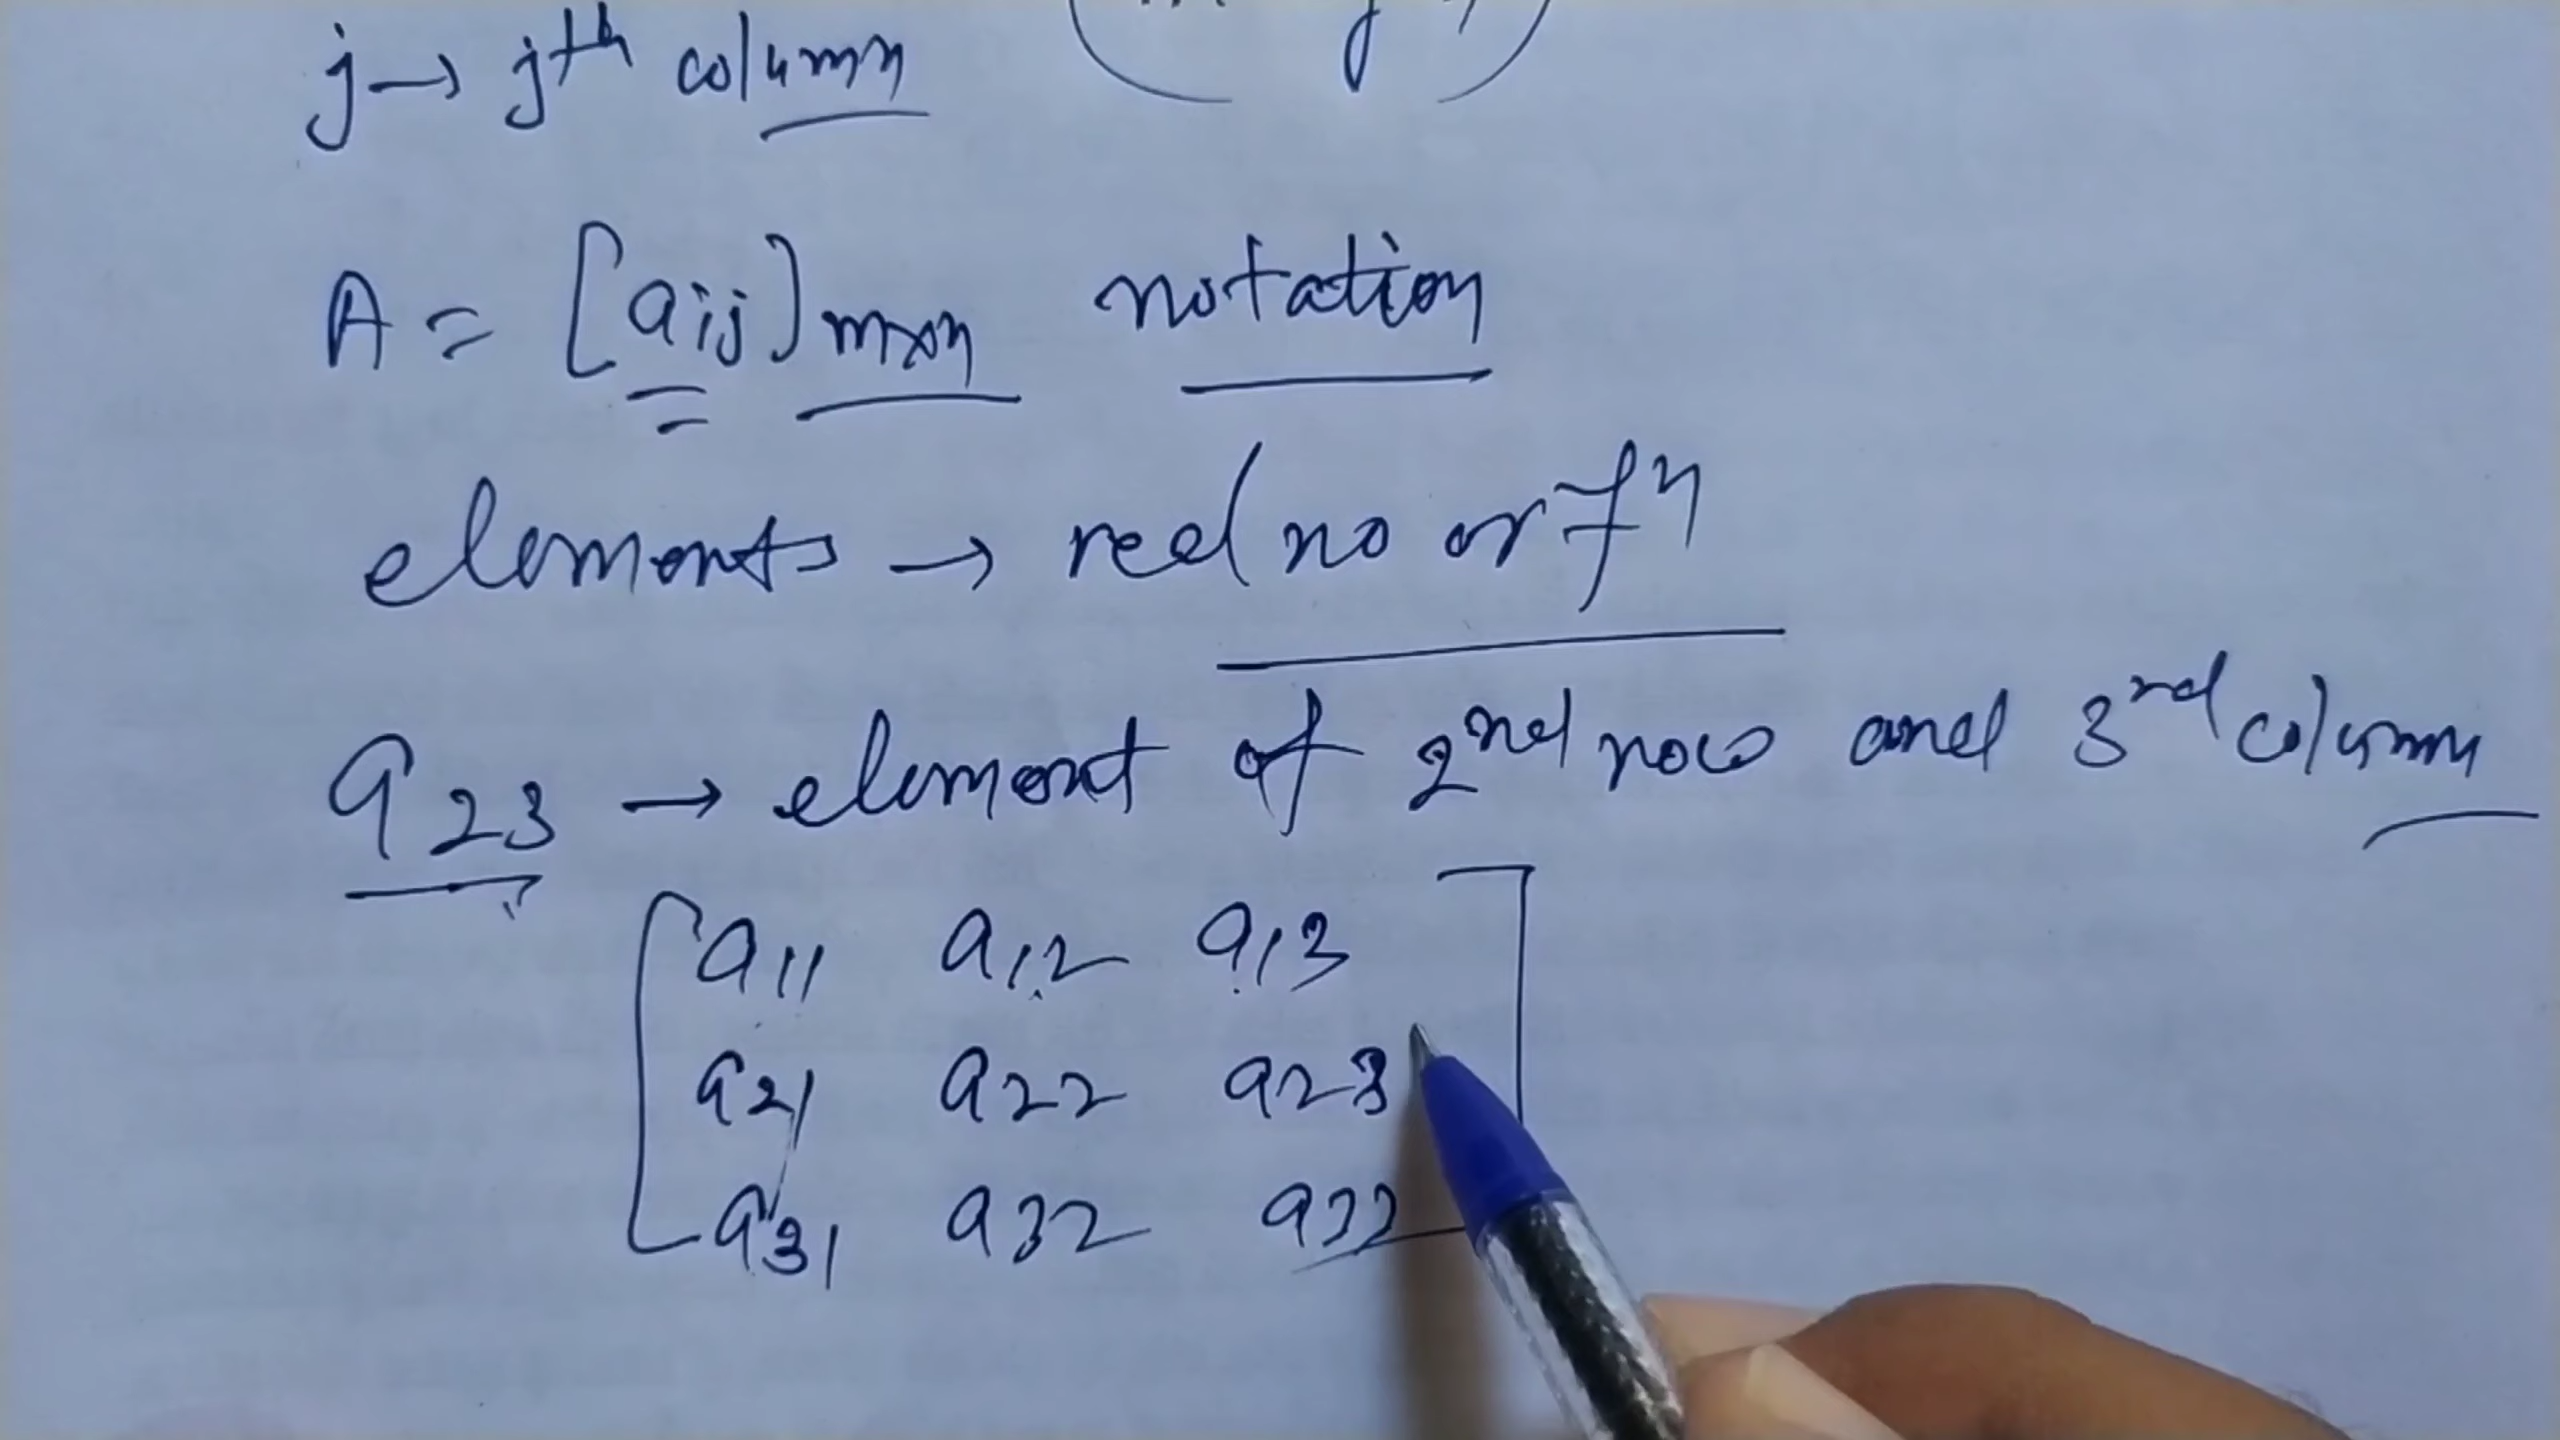 j → jth column
A = [aij]mxn notation
elements → real no or fn
a23 → element of 2nd row and 3rd column
a11 a12 a13
a21 a22 a23
a31 a32 a33